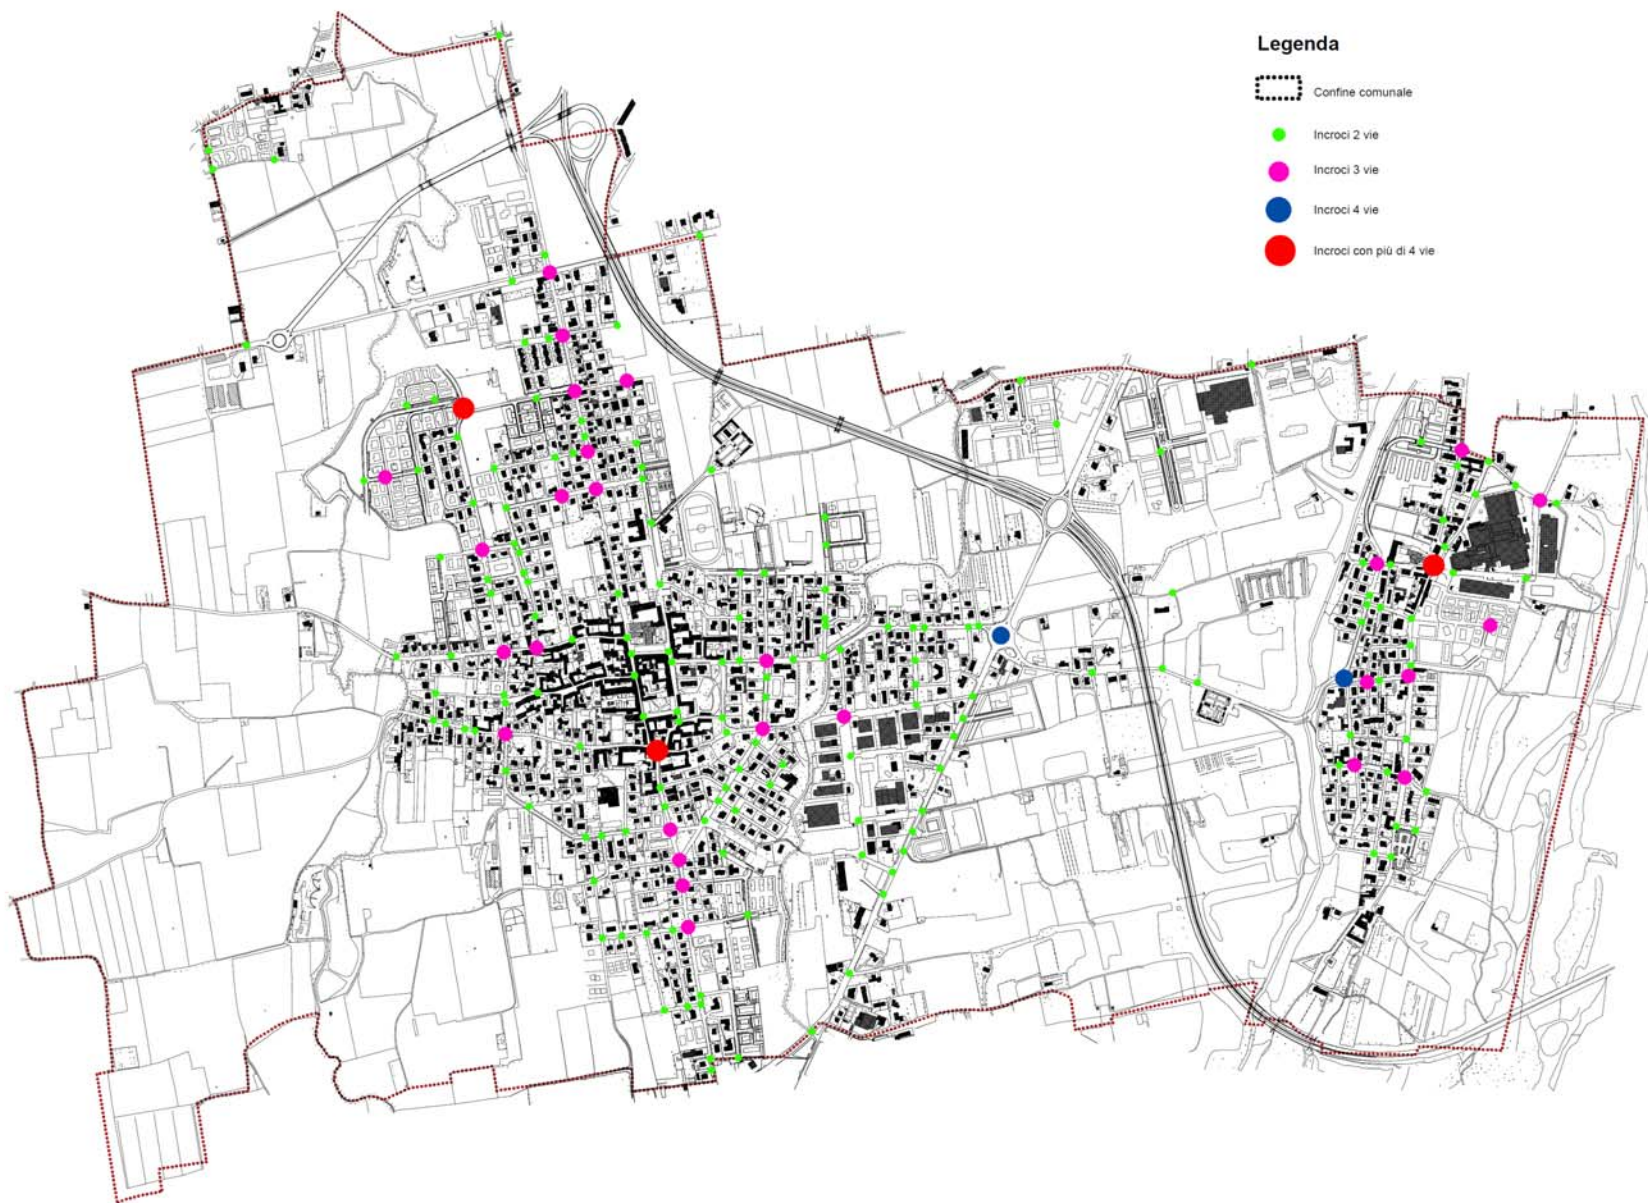 Legenda
Confine comunale
Incroci 2 vie
Incroci 3 vie
Incroci 4 vie
Incroci con più di 4 vie